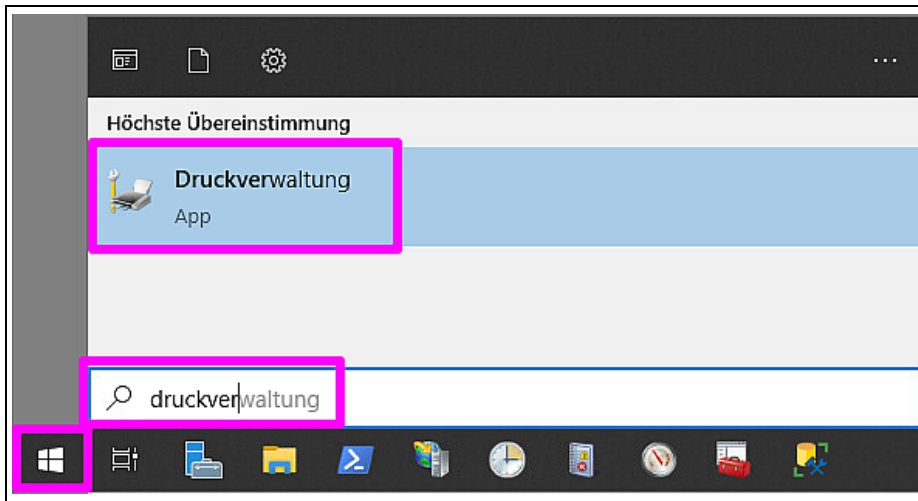 Höchste Übereinstimmung
Druckverwaltung
App
druckverwaltung